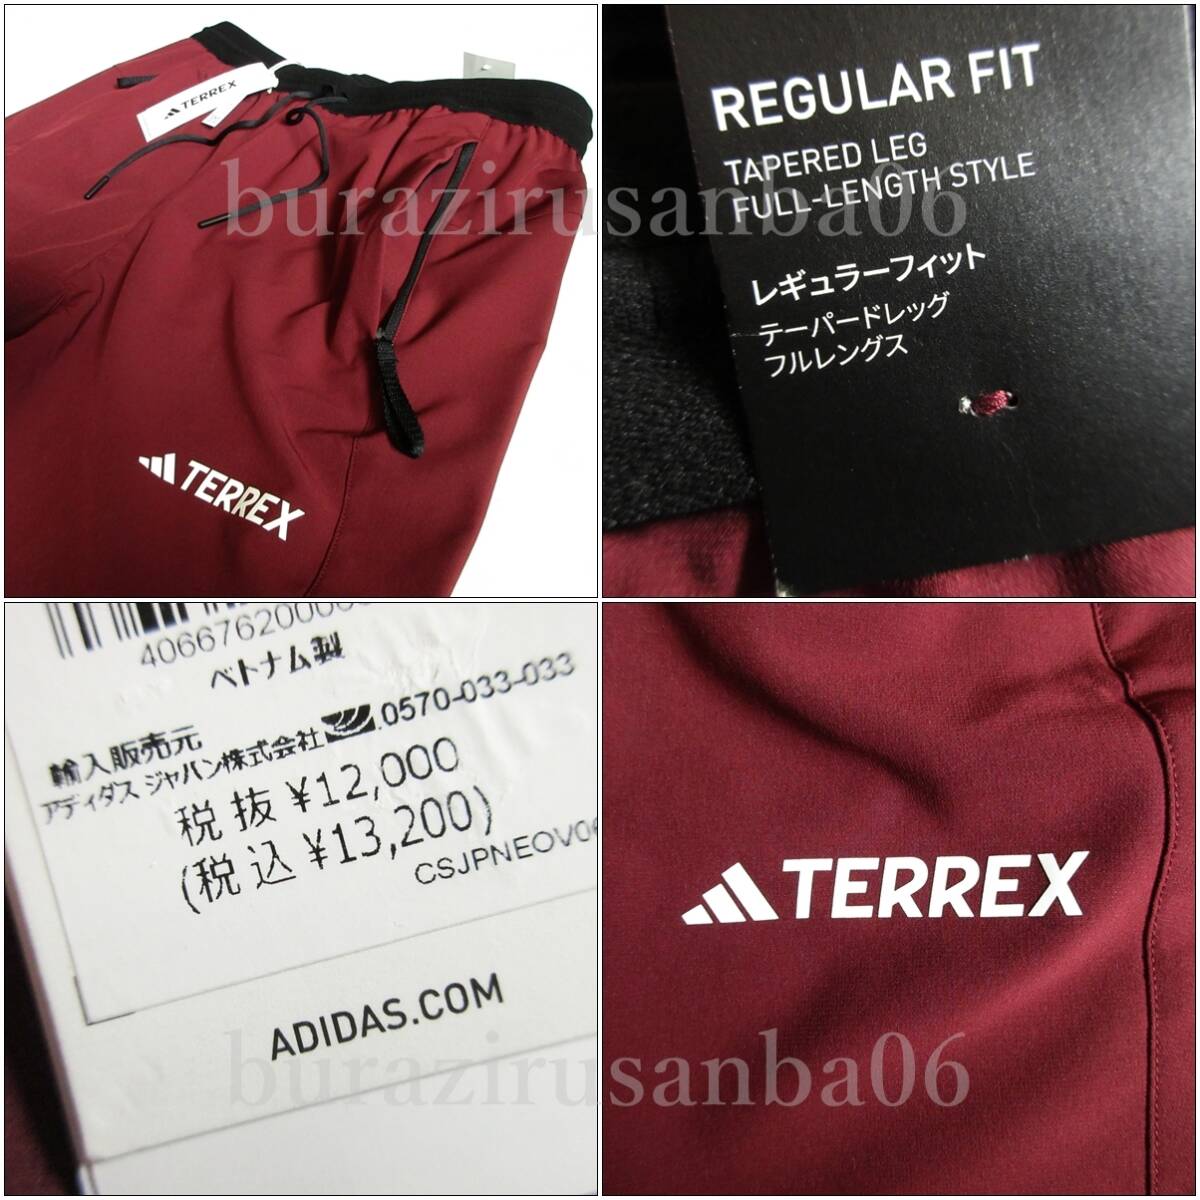 TERREX
TERREX
burazirusanba06
REGULAR FIT
TAPERED LEG
FULL-LENGTH STYLE
レギュラーフィット
テーパードレッグ
フルレングス
ベトナム製
輸入販売元
アディダス ジャパン株式会社 0570-033-033
税抜 ¥12,000
(税込 ¥13,200)
ADIDAS.COM
TERREX
burazirusanba06